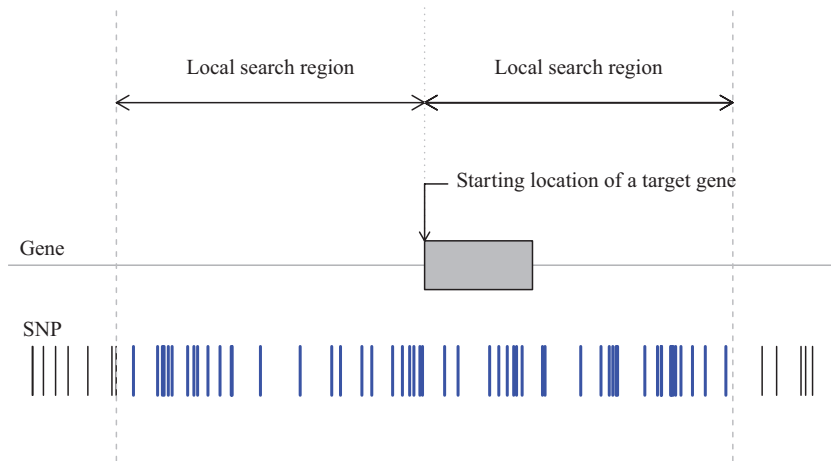 Local search region
Local search region
Starting location of a target gene
Gene
SNP